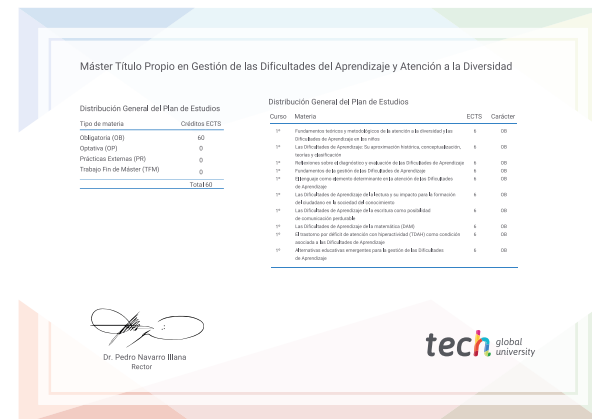 Máster Título Propio en Gestión de las Dificultades del Aprendizaje y Atención a la Diversidad
Distribución General del Plan de Estudios
Tipo de materia Créditos ECTS
Obligatoria (OB) 60
Optativa (OP) 0
Prácticas Externas (PR) 0
Trabajo Fin de Máster (TFM) 0
Total 60
Distribución General del Plan de Estudios
Curso Materia ECTS Carácter
1º Fundamentos teóricos y metodológicos de la atención a la diversidad y las 6 OB
Dificultades de Aprendizaje en los niños
1º Las Dificultades de Aprendizaje: Su aproximación histórica, conceptualización, 6 OB
teorías y clasificación
1º Reflexiones sobre el diagnóstico y evaluación de las Dificultades de Aprendizaje 6 OB
1º Fundamentos de la gestión de las Dificultades de Aprendizaje 6 OB
1º El lenguaje como elemento determinante en la atención de las Dificultades 6 OB
de Aprendizaje
1º Las Dificultades de Aprendizaje de la lectura y su impacto para la formación 6 OB
del ciudadano en la sociedad del conocimiento
1º Las Dificultades de Aprendizaje de la escritura como posibilidad 6 OB
de comunicación perdurable
1º Las Dificultades de Aprendizaje de la matemática (DAM) 6 OB
1º El trastorno por déficit de atención con hiperactividad (TDAH) como condición 6 OB
asociada a las Dificultades de Aprendizaje
1º Alternativas educativas emergentes para la gestión de las Dificultades 6 OB
de Aprendizaje
Dr. Pedro Navarro Illana
Rector
tech global
university